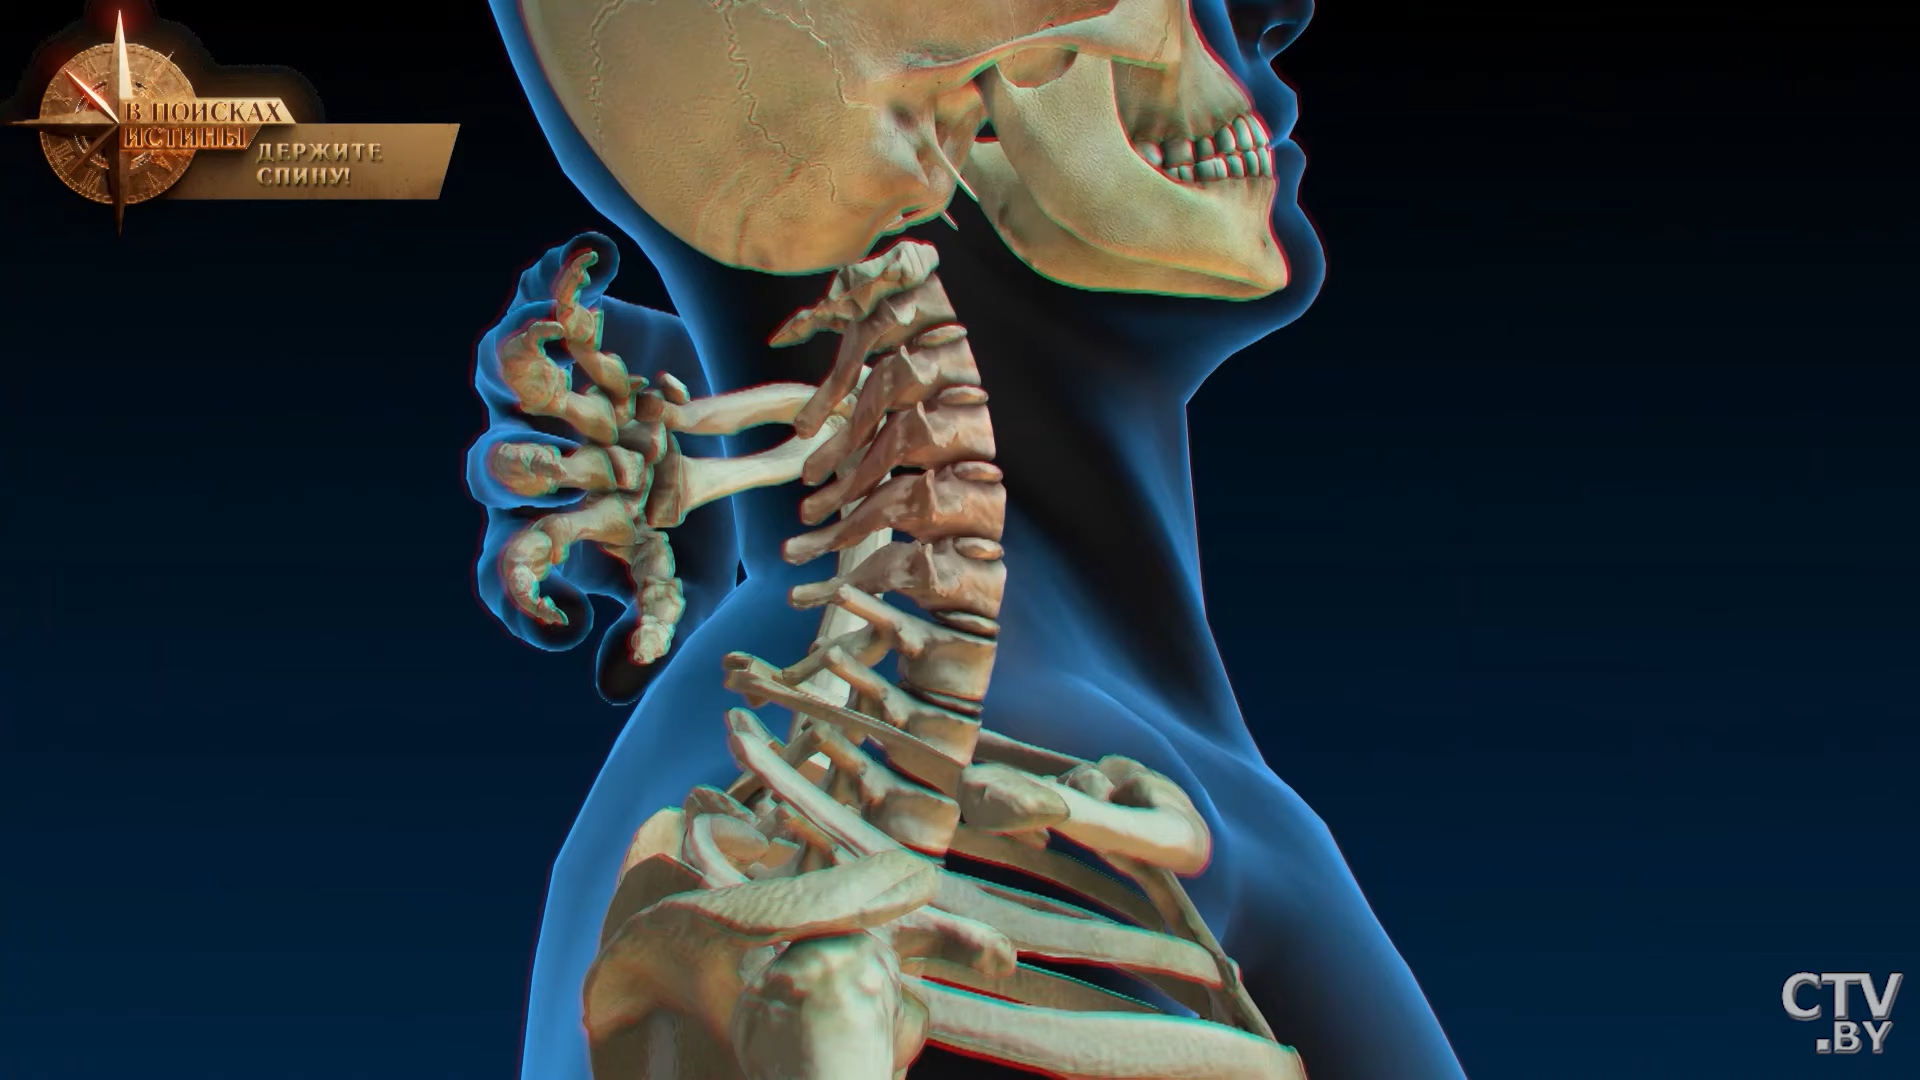 В ПОИСКАХ
ИСТИНЫ
ДЕРЖИТЕ
СПИНУ!
CTV
.BY